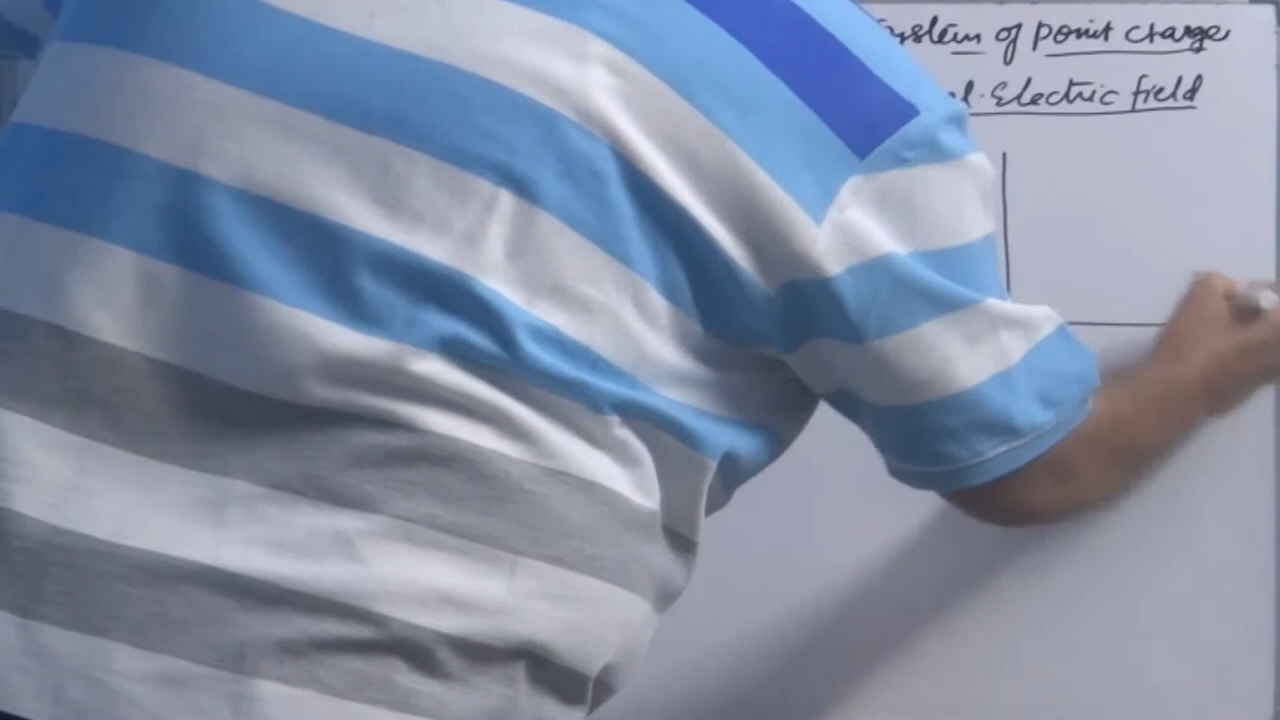 system of point charge
l. Electric field